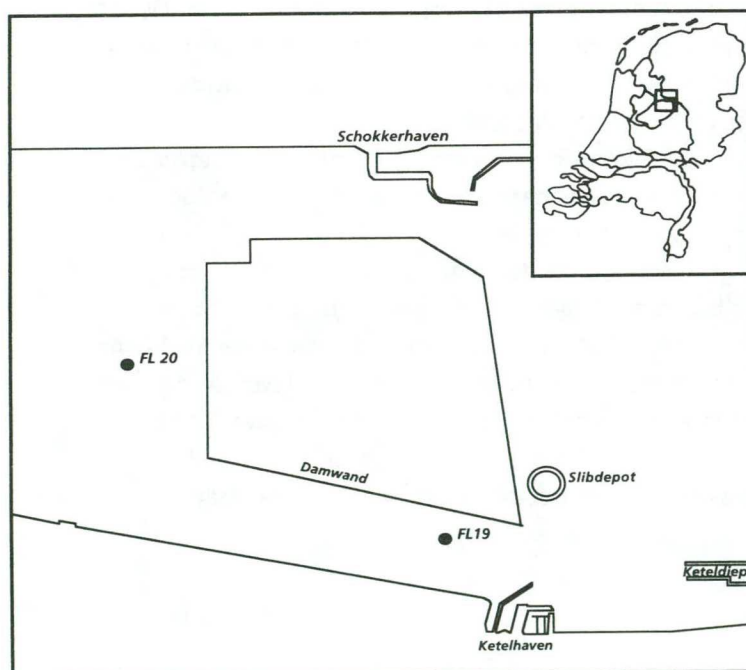 Schokkerhaven
FL 20
Damwand
Slibdepot
FL19
Keteldiep
Ketelhaven